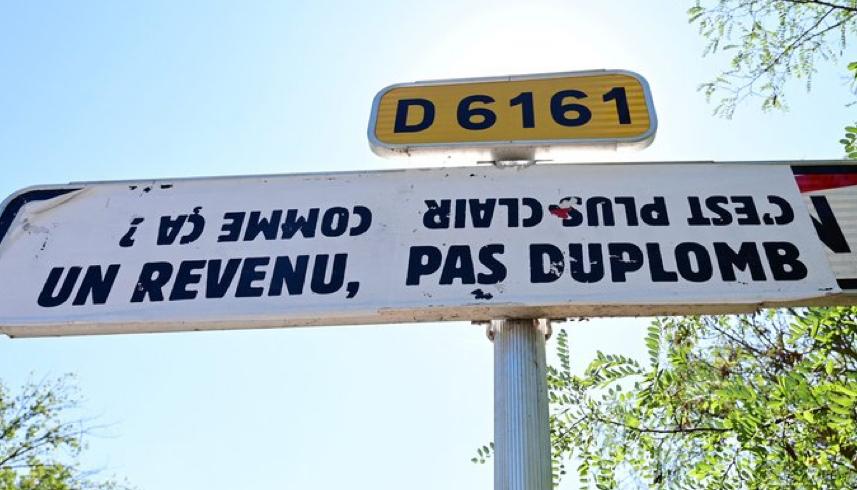 D 6161
C'EST PLUS CLAIR
COMME ÇA ?
UN REVENU, PAS DUPLOMB